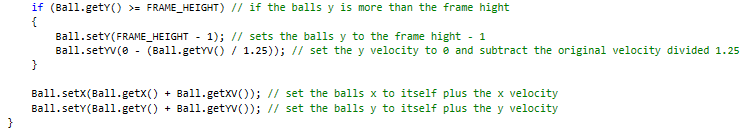 if (Ball.getY() >= FRAME_HEIGHT) // if the balls y is more than the frame hight
{
Ball.setY(FRAME_HEIGHT - 1); // sets the balls y to the frame hight - 1
Ball.setYV(0 - (Ball.getYV() / 1.25)); // set the y velocity to 0 and subtract the original velocity divided 1.25
}
Ball.setX(Ball.getX() + Ball.getXV()); // set the balls x to itself plus the x velocity
Ball.setY(Ball.getY() + Ball.getYV()); // set the balls y to itself plus the y velocity
}